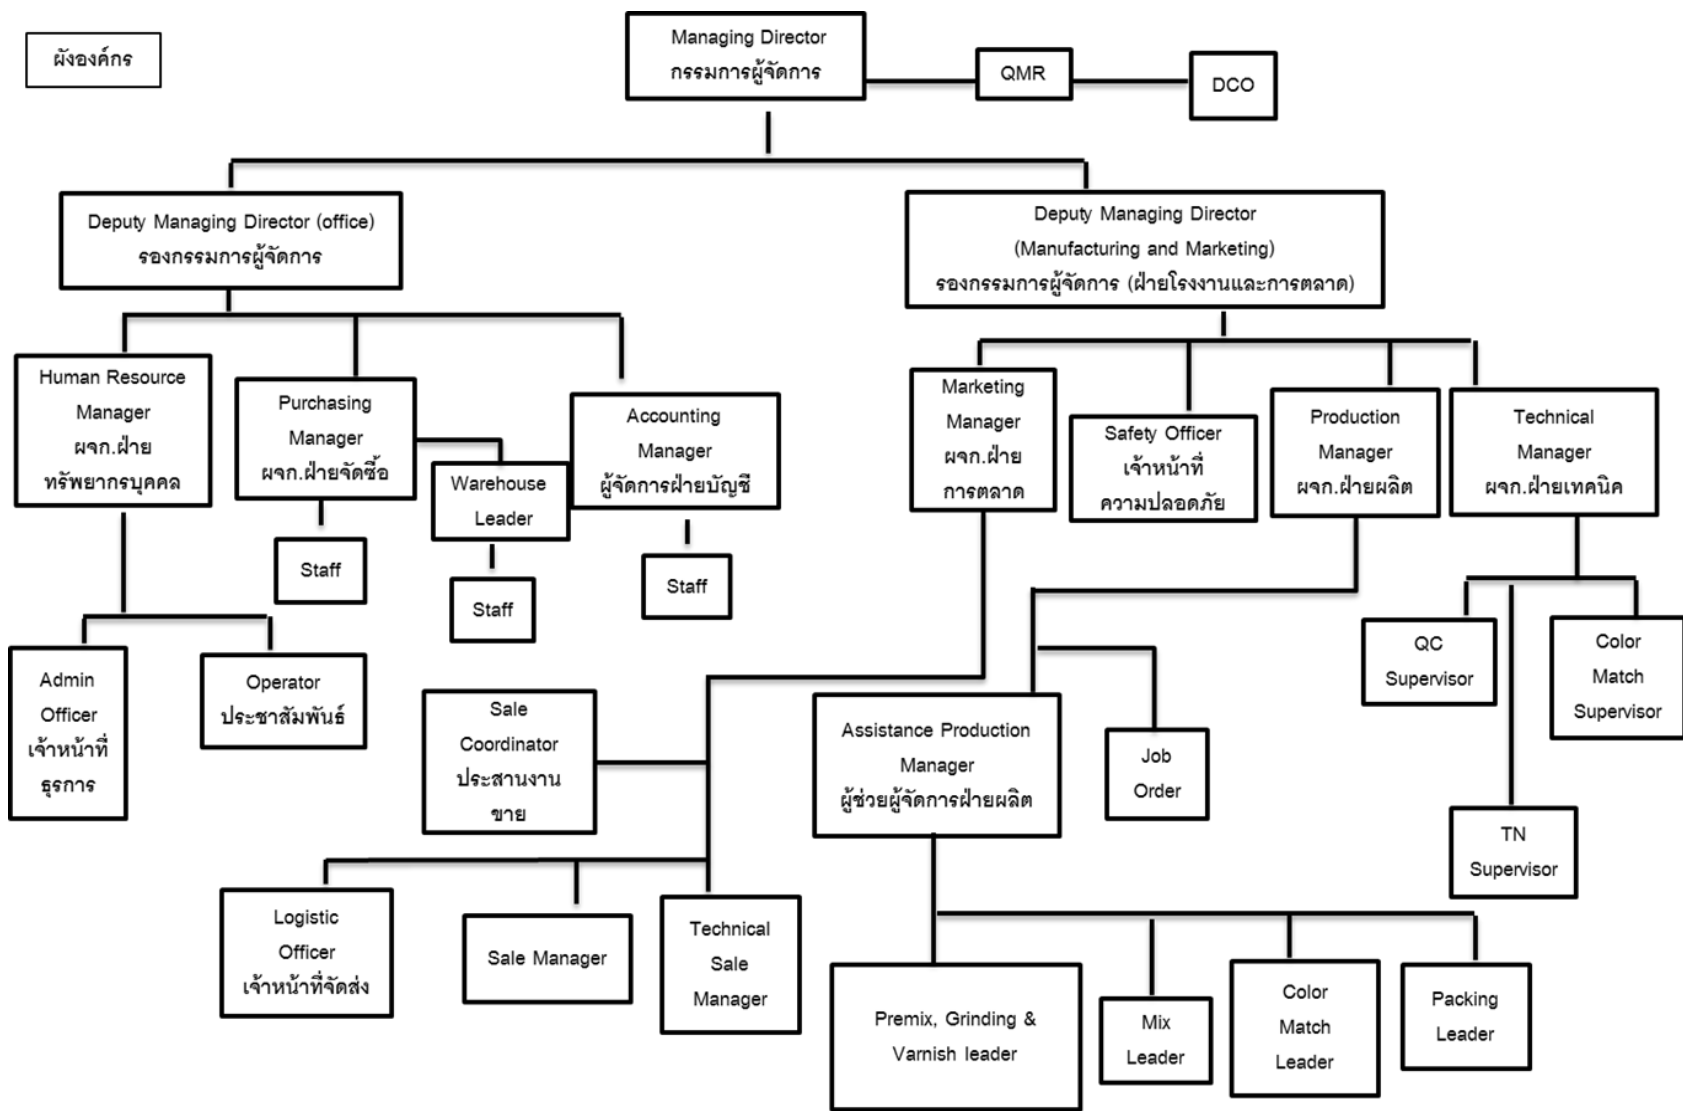 ผังองค์กร
Managing Director
กรรมการผู้จัดการ
QMR
DCO
Deputy Managing Director (office)
รองกรรมการผู้จัดการ
Deputy Managing Director
(Manufacturing and Marketing)
รองกรรมการผู้จัดการ (ฝ่ายโรงงานและการตลาด)
Human Resource
Manager
ผจก.ฝ่าย
ทรัพยากรบุคคล
Purchasing
Manager
ผจก.ฝ่ายจัดซื้อ
Warehouse
Leader
Accounting
Manager
ผู้จัดการฝ่ายบัญชี
Marketing
Manager
ผจก.ฝ่าย
การตลาด
Safety Officer
เจ้าหน้าที่
ความปลอดภัย
Production
Manager
ผจก.ฝ่ายผลิต
Technical
Manager
ผจก.ฝ่ายเทคนิค
Staff
Staff
Staff
Admin
Officer
เจ้าหน้าที่
ธุรการ
Operator
ประชาสัมพันธ์
Sale
Coordinator
ประสานงาน
ขาย
Assistance Production
Manager
ผู้ช่วยผู้จัดการฝ่ายผลิต
Job
Order
QC
Supervisor
Color
Match
Supervisor
TN
Supervisor
Logistic
Officer
เจ้าหน้าที่จัดส่ง
Sale Manager
Technical
Sale
Manager
Premix, Grinding &
Varnish leader
Mix
Leader
Color
Match
Leader
Packing
Leader